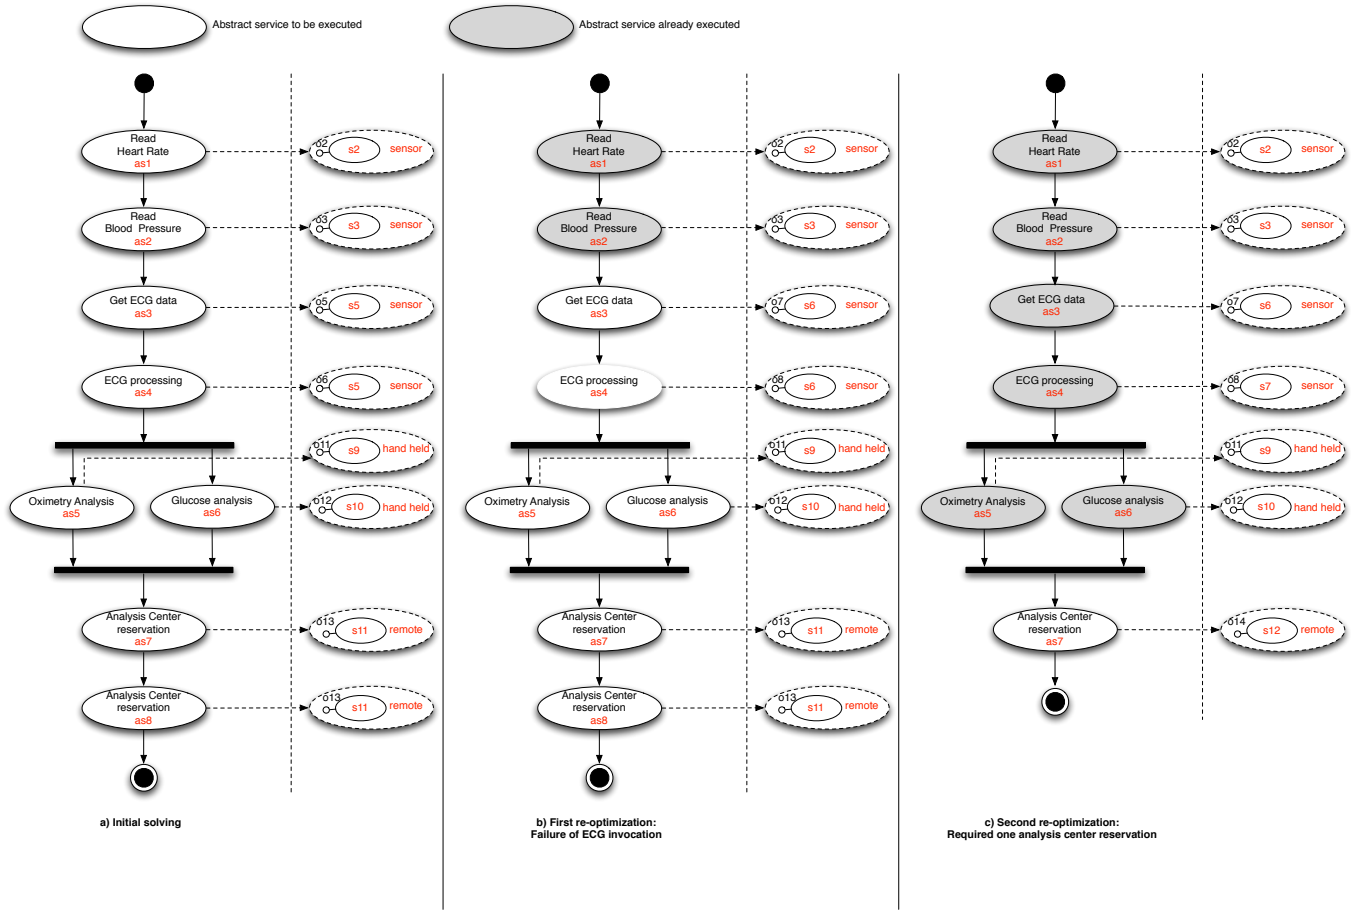 Abstract service to be executed
Abstract service already executed
Read
Heart Rate
as1
o2
s2
sensor
Read
Blood Pressure
as2
o3
s3
sensor
Get ECG data
as3
o5
s5
sensor
ECG processing
as4
o6
s5
sensor
o11
s9
hand held
Oximetry Analysis
as5
Glucose analysis
as6
o12
s10
hand held
Analysis Center
reservation
as7
o13
s11
remote
Analysis Center
reservation
as8
o13
s11
remote
a) Initial solving
Read
Heart Rate
as1
o2
s2
sensor
Read
Blood Pressure
as2
o3
s3
sensor
Get ECG data
as3
o7
s6
sensor
ECG processing
as4
o8
s6
sensor
o11
s9
hand held
Oximetry Analysis
as5
Glucose analysis
as6
o12
s10
hand held
Analysis Center
reservation
as7
o13
s11
remote
Analysis Center
reservation
as8
o13
s11
remote
b) First re-optimization:
Failure of ECG invocation
Read
Heart Rate
as1
o2
s2
sensor
Read
Blood Pressure
as2
o3
s3
sensor
Get ECG data
as3
o7
s6
sensor
ECG processing
as4
o8
s7
sensor
o11
s9
hand held
Oximetry Analysis
as5
Glucose analysis
as6
o12
s10
hand held
Analysis Center
reservation
as7
o14
s12
remote
c) Second re-optimization:
Required one analysis center reservation